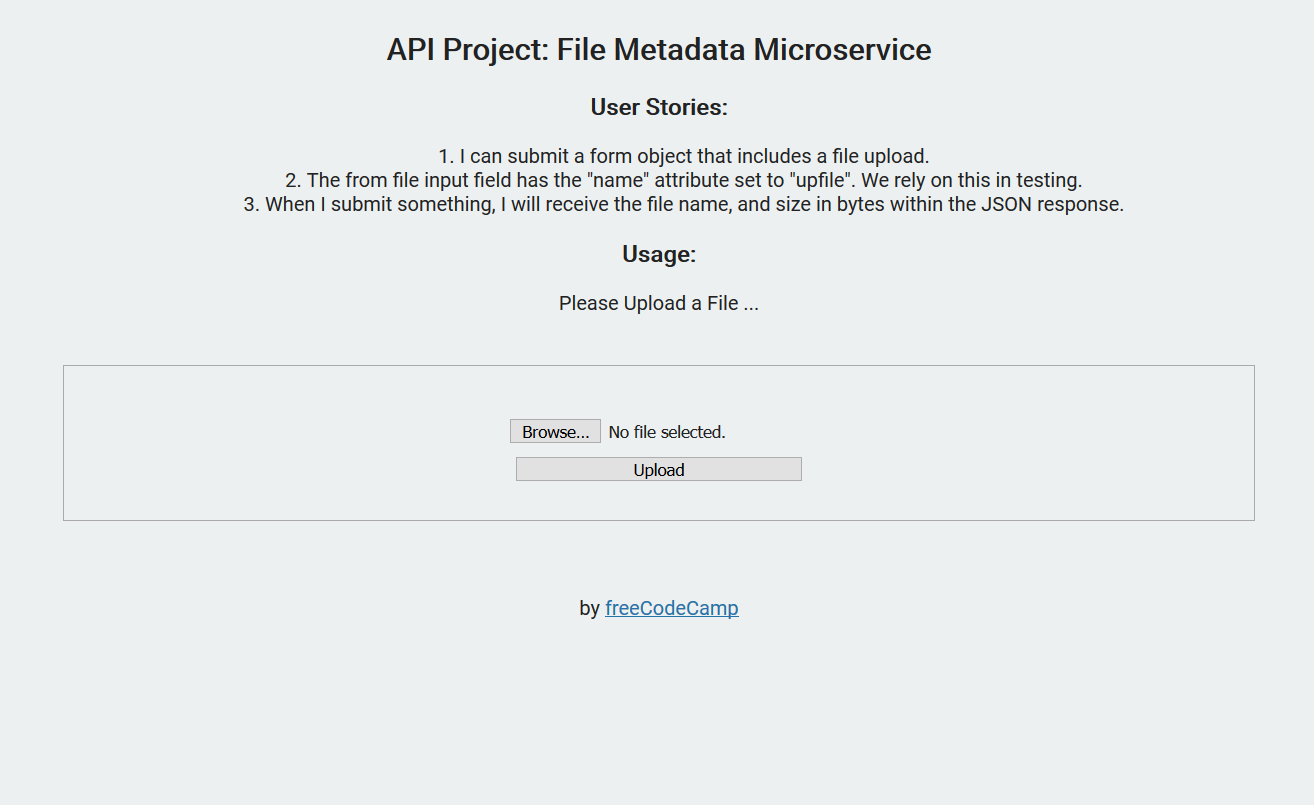 API Project: File Metadata Microservice
User Stories:
1. I can submit a form object that includes a file upload.
2. The from file input field has the "name" attribute set to "upfile". We rely on this in testing.
3. When I submit something, I will receive the file name, and size in bytes within the JSON response.
Usage:
Please Upload a File ...
Browse... No file selected.
Upload
by freeCodeCamp